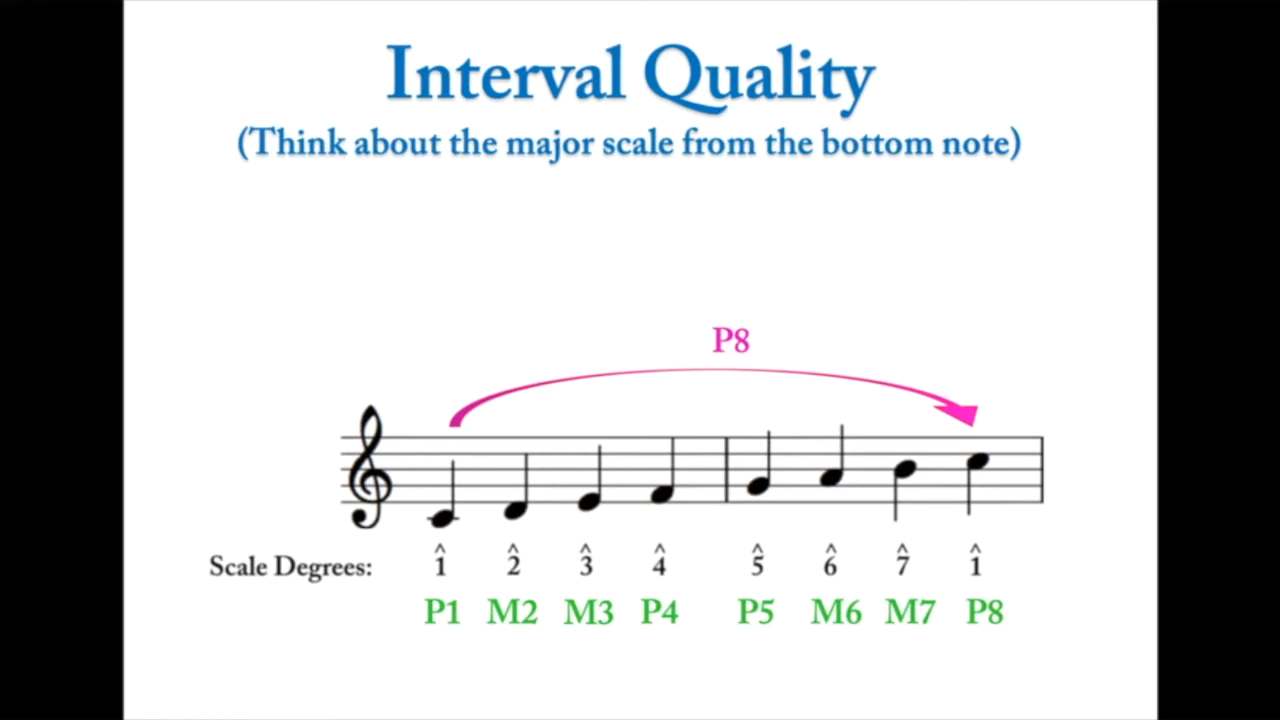 Interval Quality
(Think about the major scale from the bottom note)
P8
Scale Degrees: ^1 ^2 ^3 ^4 ^5 ^6 ^7 ^1
P1 M2 M3 P4 P5 M6 M7 P8